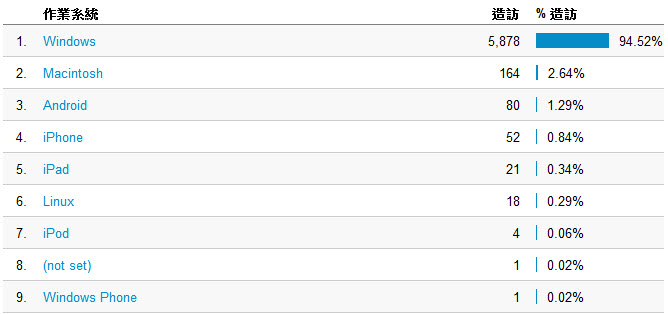 作業系統 造訪 % 造訪
1. Windows 5,878 94.52%
2. Macintosh 164 2.64%
3. Android 80 1.29%
4. iPhone 52 0.84%
5. iPad 21 0.34%
6. Linux 18 0.29%
7. iPod 4 0.06%
8. (not set) 1 0.02%
9. Windows Phone 1 0.02%